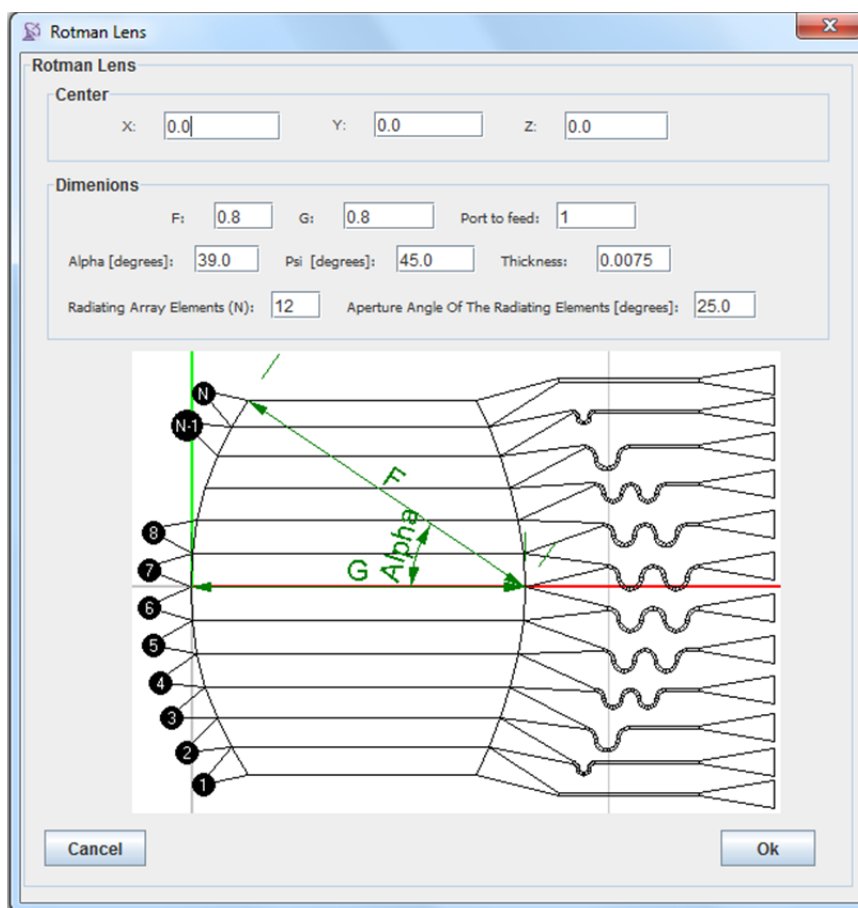 Rotman Lens
Rotman Lens
Center
X: 0.0 Y: 0.0 Z: 0.0
Dimenions
F: 0.8 G: 0.8 Port to feed: 1
Alpha [degrees]: 39.0 Psi [degrees]: 45.0 Thickness: 0.0075
Radiating Array Elements (N): 12 Aperture Angle Of The Radiating Elements [degrees]: 25.0
N
N-1
F
Alpha
8
G
7
6
5
4
3
2
1
Cancel Ok